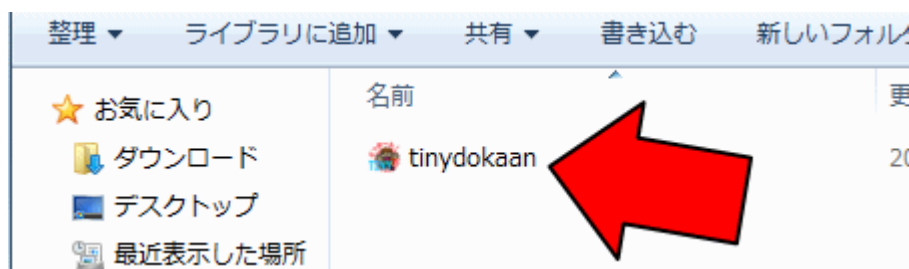 整理 ▼ ライブラリに追加 ▼ 共有 ▼ 書き込む 新しいフォル
お気に入り
ダウンロード
デスクトップ
最近表示した場所
名前 更
tinydokaan 20